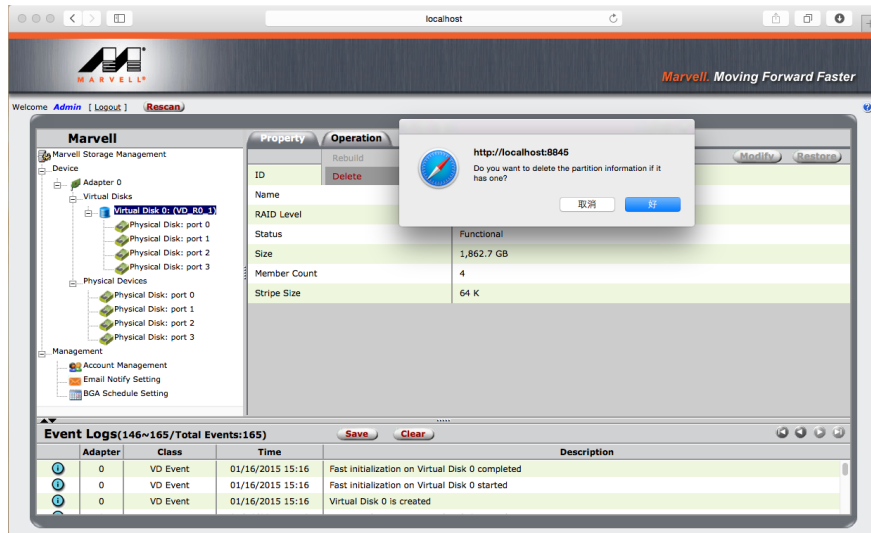 localhost
MARVELL®
Marvell. Moving Forward Faster
Welcome Admin [ Logout ] Rescan
Marvell
Marvell Storage Management
Device
Adapter 0
Virtual Disks
Virtual Disk 0: (VD_R0_1)
Physical Disk: port 0
Physical Disk: port 1
Physical Disk: port 2
Physical Disk: port 3
Physical Devices
Physical Disk: port 0
Physical Disk: port 1
Physical Disk: port 2
Physical Disk: port 3
Management
Account Management
Email Notify Setting
BGA Schedule Setting
Property Operation
Rebuild
Delete
Modify Restore
http://localhost:8845
Do you want to delete the partition information if it
has one?
取消 好
ID
Name
RAID Level
Status Functional
Size 1,862.7 GB
Member Count 4
Stripe Size 64 K
Event Logs(146~165/Total Events:165) Save Clear
Adapter Class Time Description
0 VD Event 01/16/2015 15:16 Fast initialization on Virtual Disk 0 completed
0 VD Event 01/16/2015 15:16 Fast initialization on Virtual Disk 0 started
0 VD Event 01/16/2015 15:16 Virtual Disk 0 is created